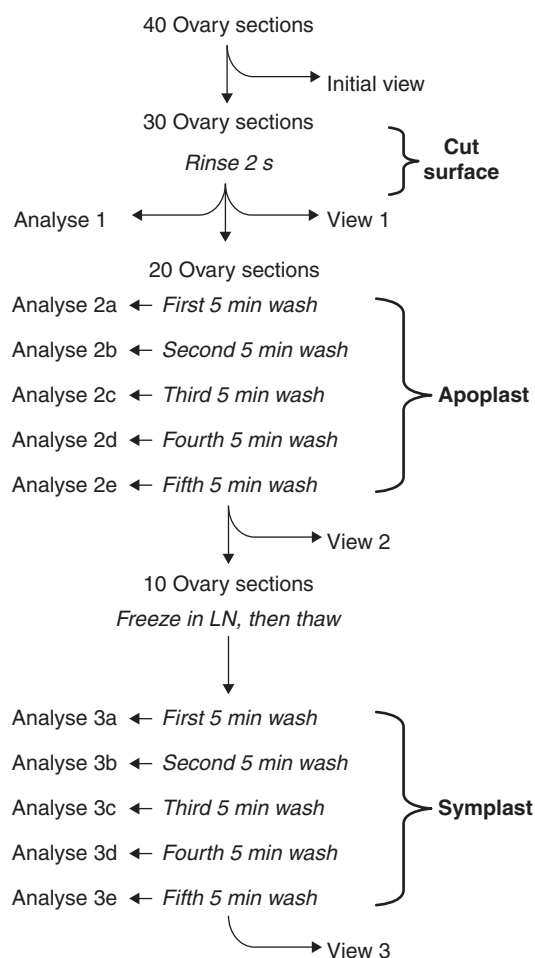 40 Ovary sections
Initial view
30 Ovary sections
Rinse 2 s
Cut
surface
Analyse 1
View 1
20 Ovary sections
Analyse 2a ← First 5 min wash
Analyse 2b ← Second 5 min wash
Analyse 2c ← Third 5 min wash
Apoplast
Analyse 2d ← Fourth 5 min wash
Analyse 2e ← Fifth 5 min wash
View 2
10 Ovary sections
Freeze in LN, then thaw
Analyse 3a ← First 5 min wash
Analyse 3b ← Second 5 min wash
Analyse 3c ← Third 5 min wash
Symplast
Analyse 3d ← Fourth 5 min wash
Analyse 3e ← Fifth 5 min wash
View 3